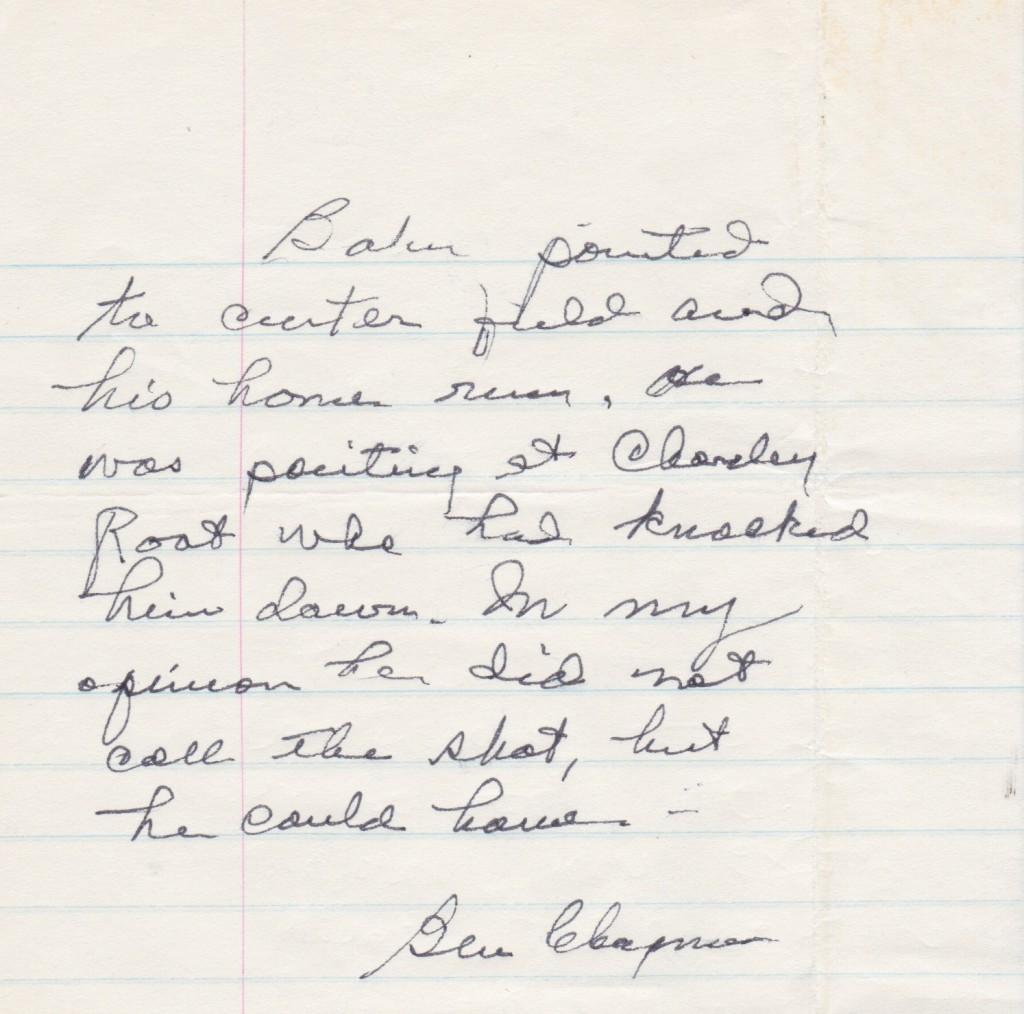 Babe pointed
to center field and
his home run. He
was pointing at Charley
Root who had knocked
him down. In my
opinion he did not
call the shot, but
he could have. -
Ben Chapman